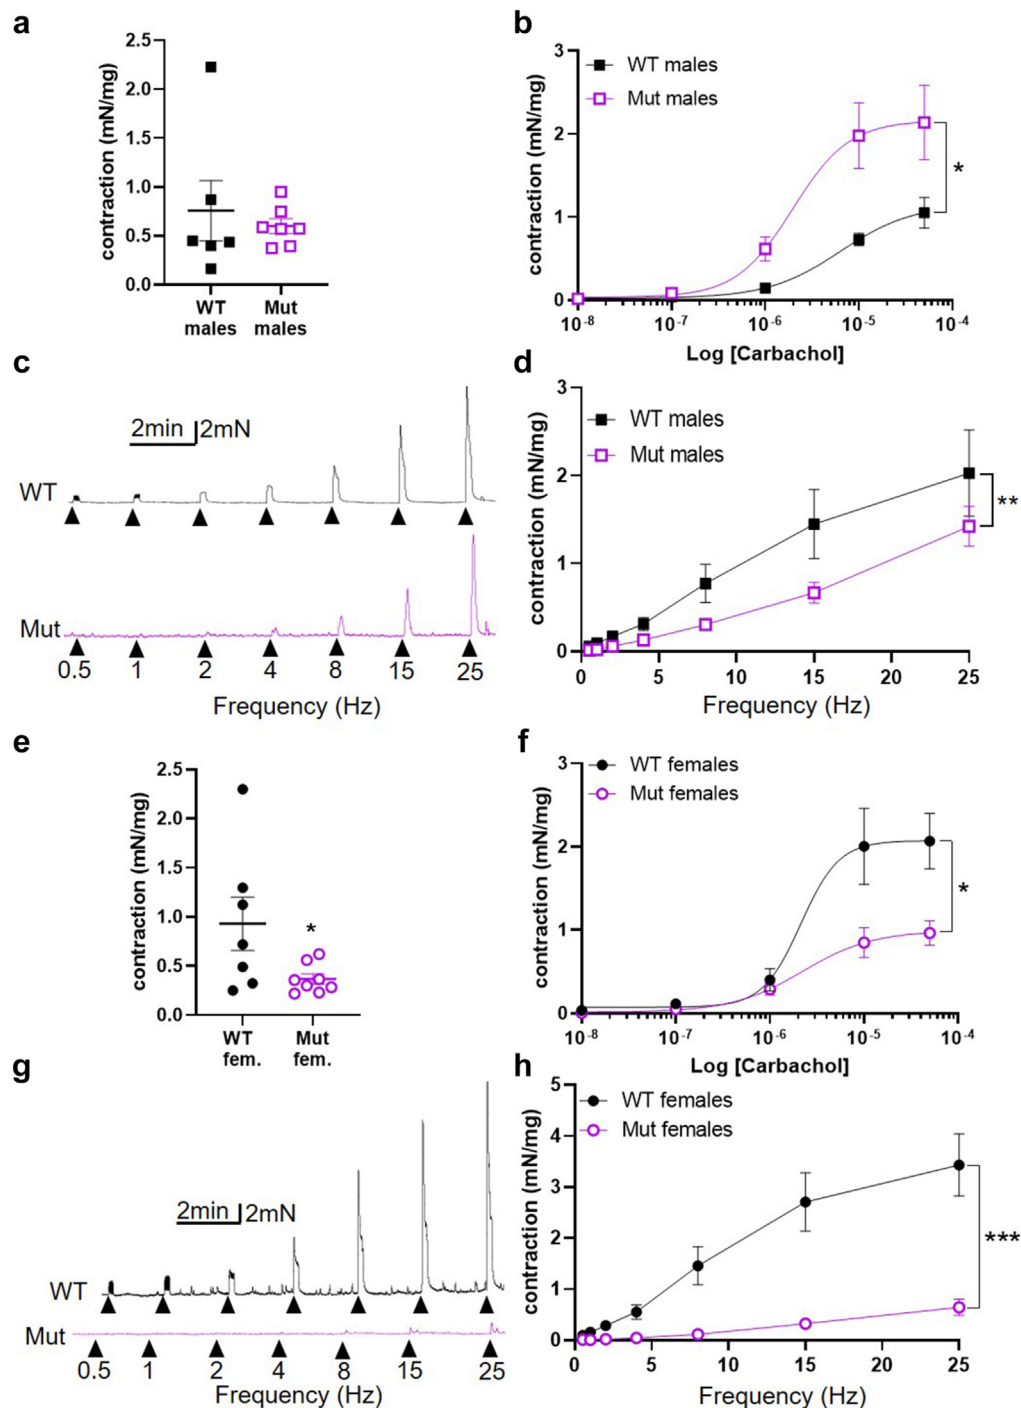 a
2.5
2.0
1.5
1.0
0.5
0.0
contraction (mN/mg)
WT males
Mut males
b
WT males
Mut males
3
2
1
0
contraction (mN/mg)
*
10-8 10-7 10-6 10-5 10-4
Log [Carbachol]
c
2min 2mN
WT
Mut
0.5 1 2 4 8 15 25
Frequency (Hz)
d
WT males
Mut males
3
2
1
0
contraction (mN/mg)
**
0 5 10 15 20 25
Frequency (Hz)
e
2.5
2.0
1.5
1.0
0.5
0.0
contraction (mN/mg)
*
WT fem.
Mut fem.
f
WT females
Mut females
3
2
1
0
contraction (mN/mg)
*
10-8 10-7 10-6 10-5 10-4
Log [Carbachol]
g
2min 2mN
WT
Mut
0.5 1 2 4 8 15 25
Frequency (Hz)
h
WT females
Mut females
5
4
3
2
1
0
contraction (mN/mg)
***
0 5 10 15 20 25
Frequency (Hz)